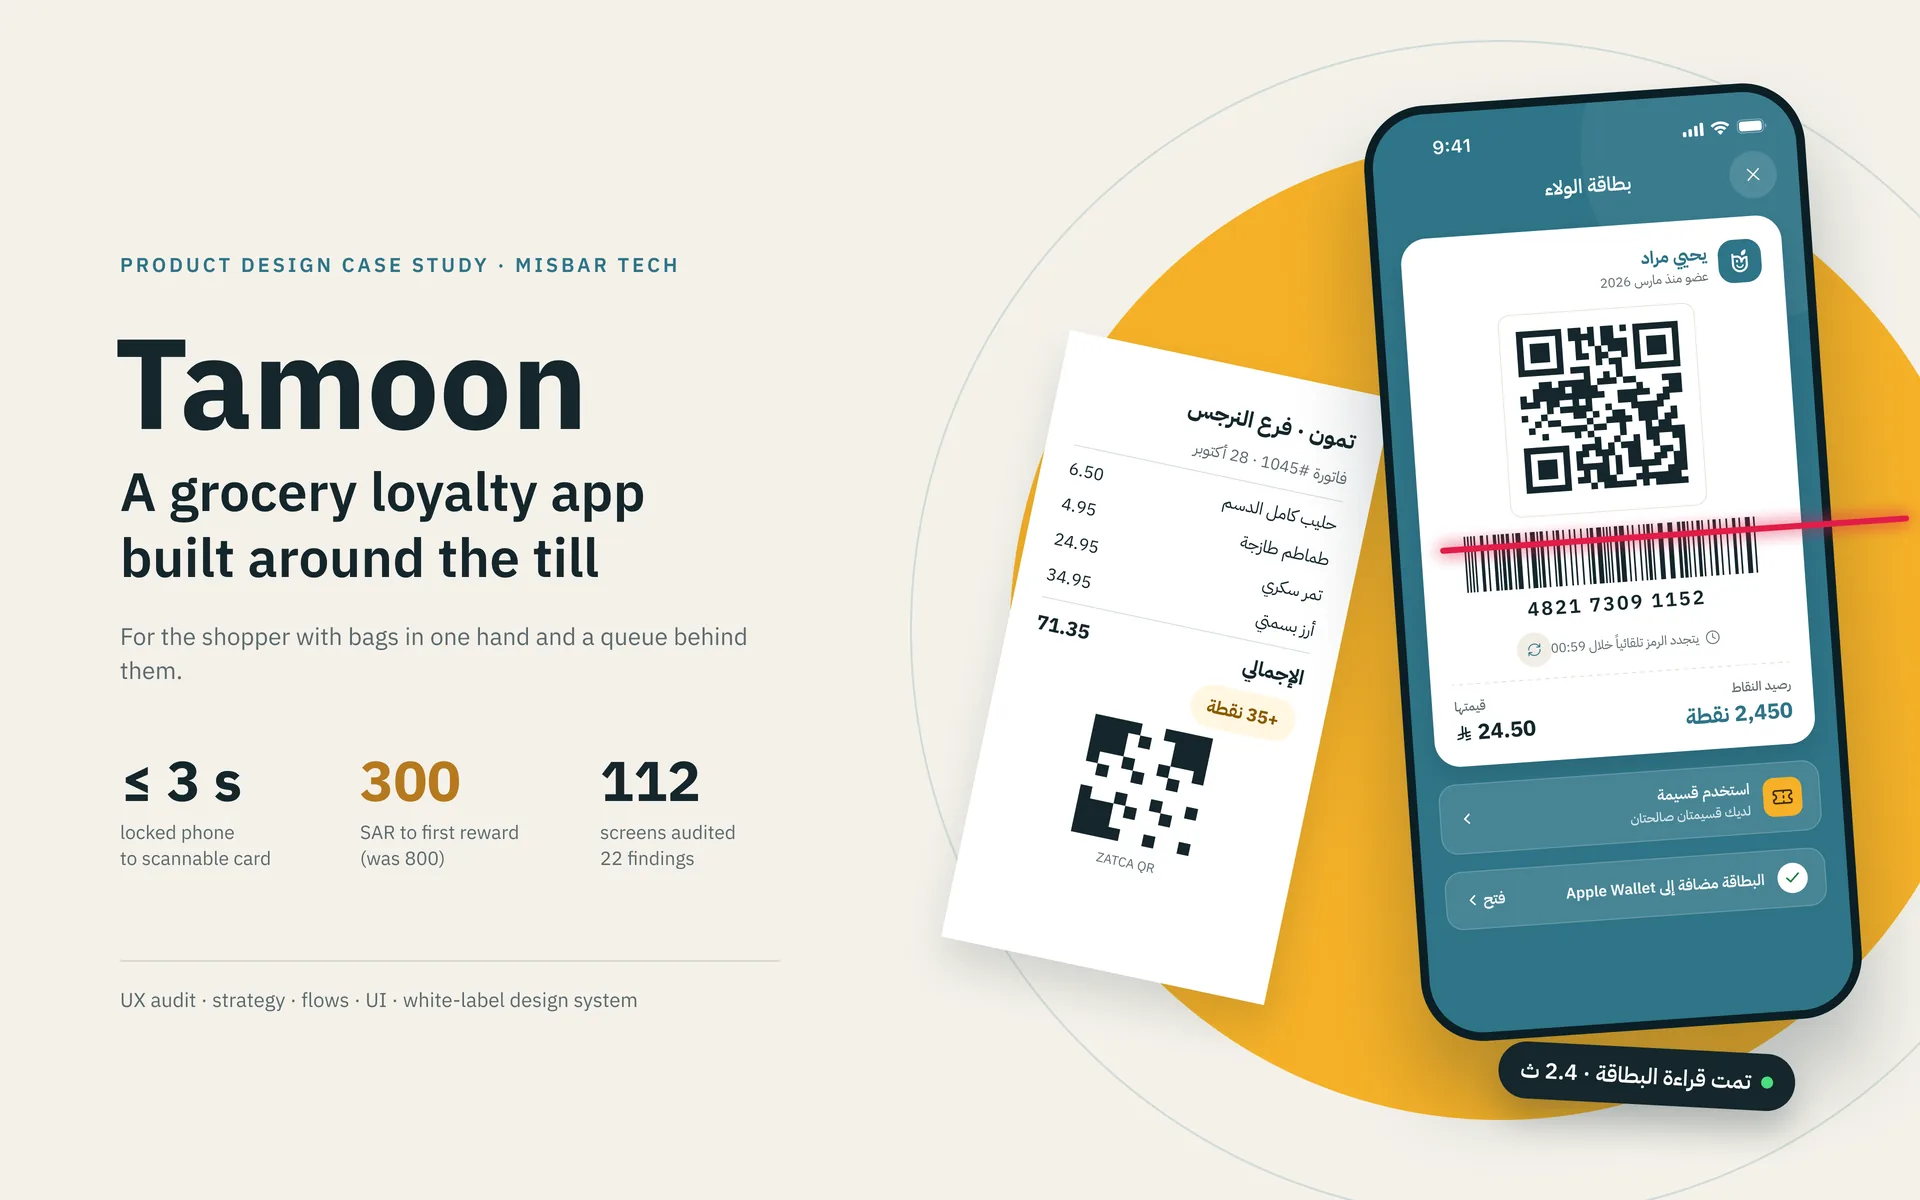 PRODUCT DESIGN CASE STUDY · MISBAR TECH
Tamoon
A grocery loyalty app
built around the till
For the shopper with bags in one hand and a queue behind
them.
≤ 3 s
locked phone
to scannable card
300
SAR to first reward
(was 800)
112
screens audited
22 findings
UX audit · strategy · flows · UI · white-label design system
تمون · فرع النرجس
فاتورة #1045 · 28 أكتوبر
حليب كامل الدسم 6.50
طماطم طازجة 4.95
تمر سكري 24.95
أرز بسمتي 34.95
الإجمالي 71.35
+35 نقطة
ZATCA QR
9:41
بطاقة الولاء
يحيي مراد
عضو منذ مارس 2026
4821 7309 1152
يتجدد الرمز تلقائياً خلال 00:59
رصيد النقاط
2,450 نقطة
قيمتها
24.50
استخدم قسيمة
لديك قسيمتان صالحتان
البطاقة مضافة إلى Apple Wallet
فتح
تمت قراءة البطاقة · 2.4 ث